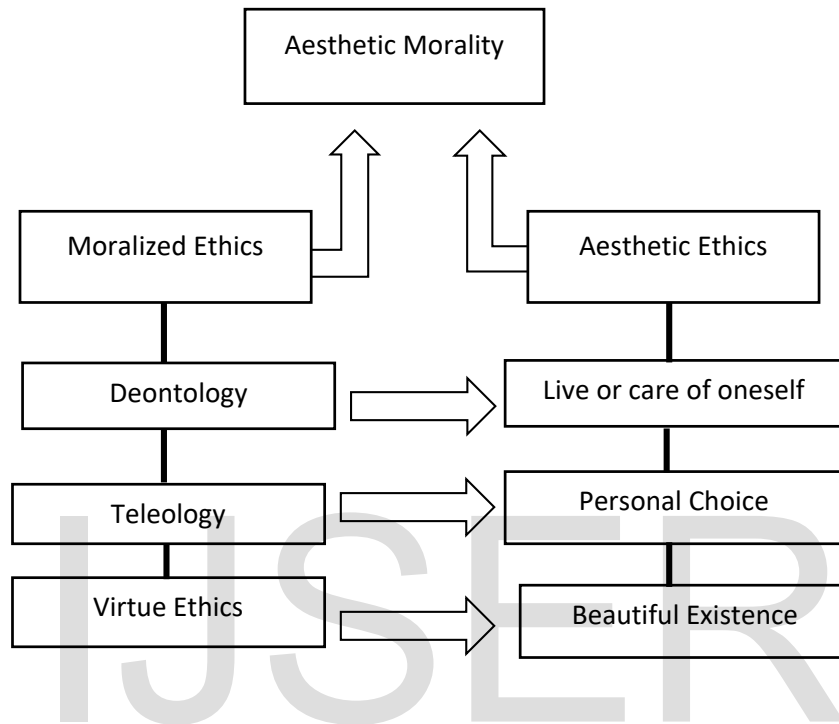 Aesthetic Morality
Moralized Ethics
Aesthetic Ethics
Deontology
Live or care of oneself
Teleology
Personal Choice
Virtue Ethics
Beautiful Existence
IJSER